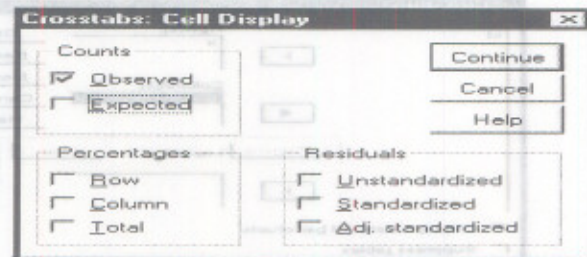 Crosstabs: Cell Display
Counts
Observed
Expected
Continue
Cancel
Help
Percentages
Row
Column
Total
Residuals
Unstandardized
Standardized
Adj. standardized